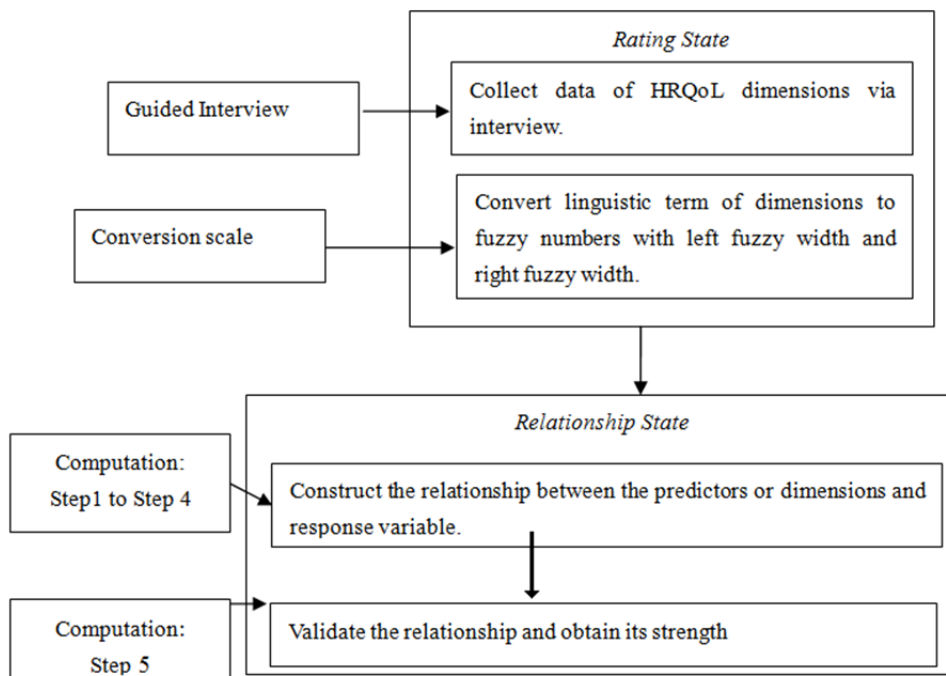 Rating State
Guided Interview
Collect data of HRQoL dimensions via
interview.
Conversion scale
Convert linguistic term of dimensions to
fuzzy numbers with left fuzzy width and
right fuzzy width.
Relationship State
Computation:
Step1 to Step 4
Construct the relationship between the predictors or dimensions and
response variable.
Computation:
Step 5
Validate the relationship and obtain its strength